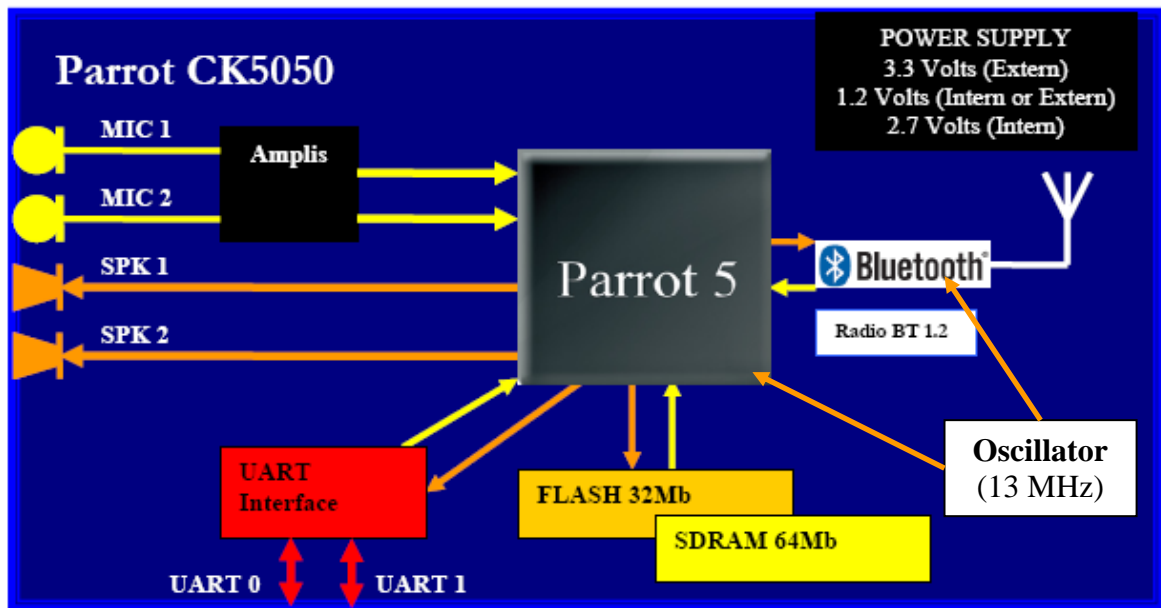 Parrot CK5050
POWER SUPPLY
3.3 Volts (Extern)
1.2 Volts (Intern or Extern)
2.7 Volts (Intern)
MIC 1
Amplis
MIC 2
SPK 1
SPK 2
Parrot 5
Bluetooth®
Radio BT 1.2
Oscillator
(13 MHz)
UART
Interface
FLASH 32Mb
SDRAM 64Mb
UART 0
UART 1